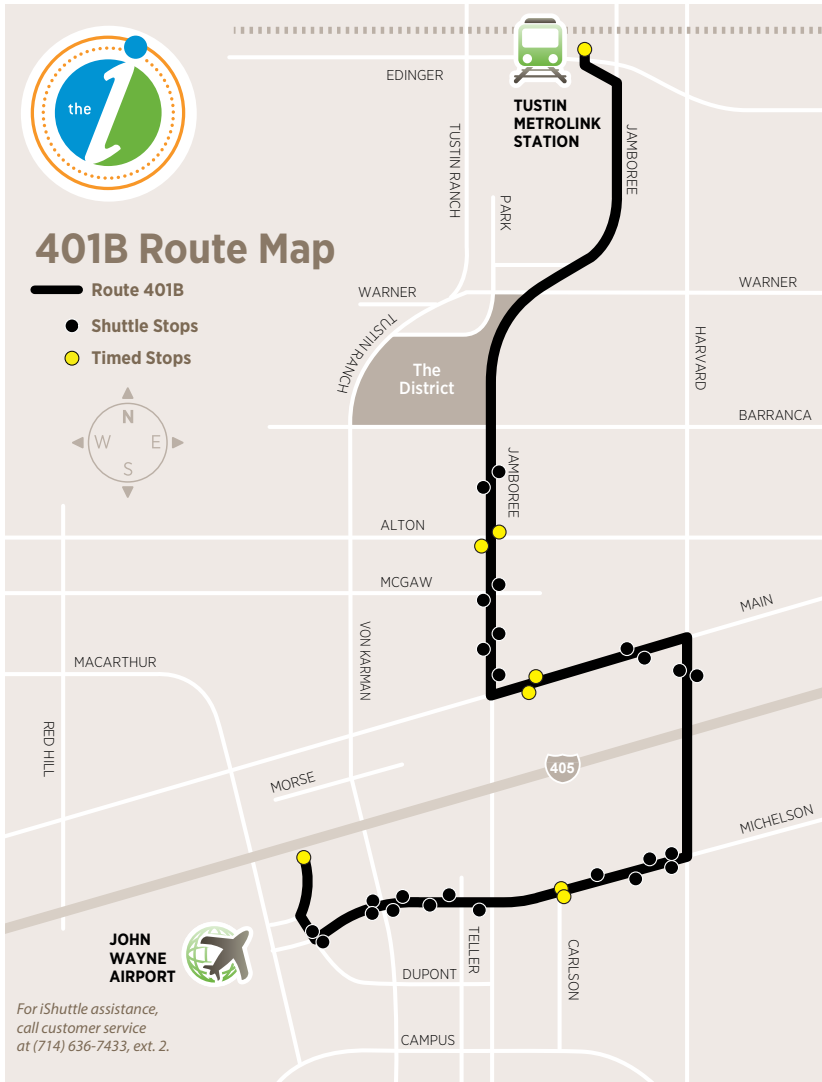 the
i
EDINGER
TUSTIN
METROLINK
STATION
TUSTIN RANCH
JAMBOREE
PARK
401B Route Map
Route 401B
Shuttle Stops
Timed Stops
WARNER
WARNER
TUSTIN RANCH
The
District
HARVARD
BARRANCA
N
W
E
S
JAMBOREE
ALTON
MCGAW
MAIN
VON KARMAN
MACARTHUR
RED HILL
405
MORSE
MICHELSON
JOHN
WAYNE
AIRPORT
TELLER
CARLSON
DUPONT
For iShuttle assistance,
call customer service
at (714) 636-7433, ext. 2.
CAMPUS